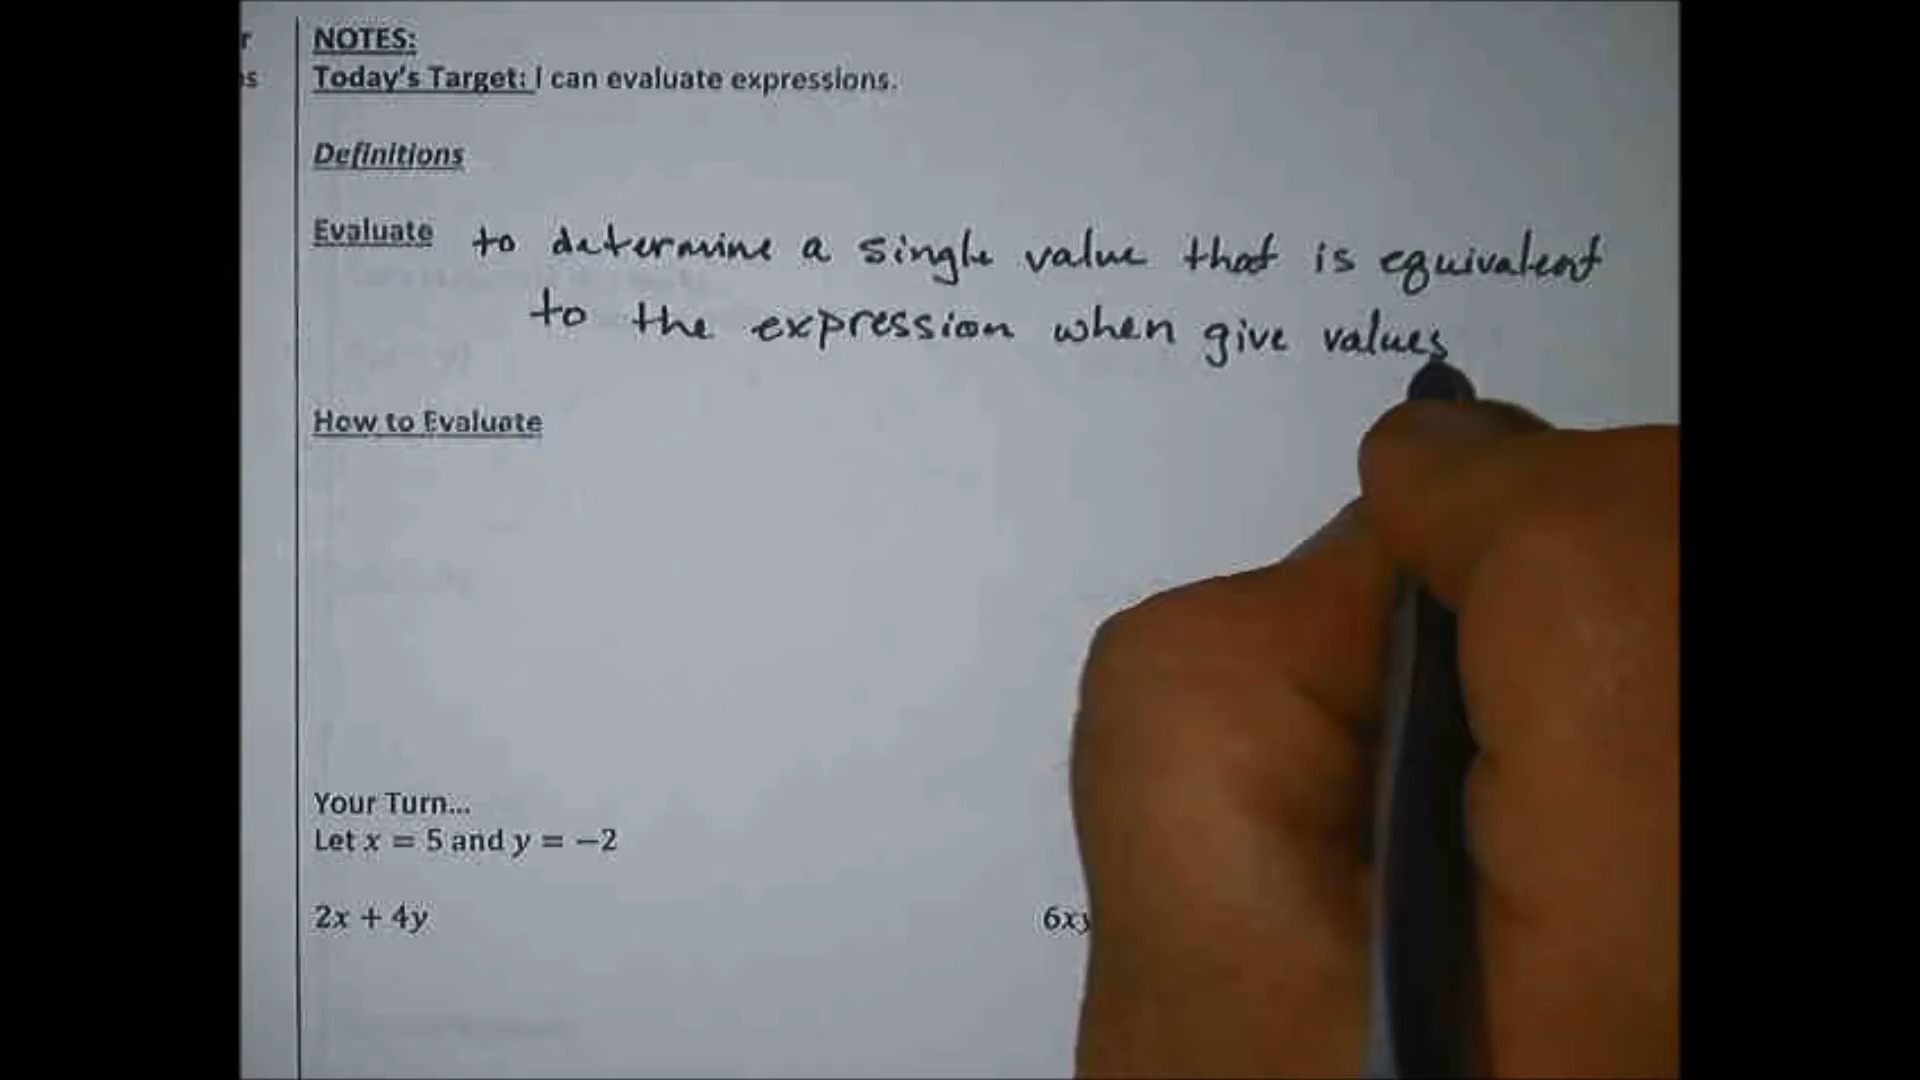 NOTES:
Today's Target: I can evaluate expressions.
Definitions
Evaluate to determine a single value that is equivalent
to the expression when give values
How to Evaluate
Your Turn...
Let x = 5 and y = −2
2x + 4y